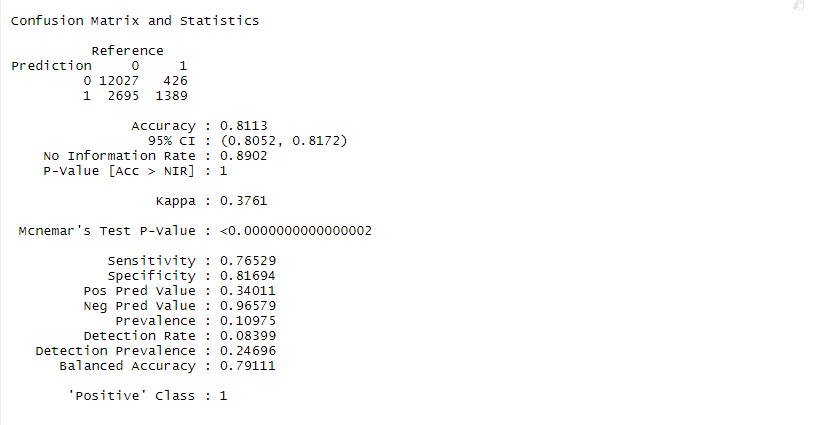 Confusion Matrix and Statistics
Reference
Prediction 0 1
0 12027 426
1 2695 1389
Accuracy : 0.8113
95% CI : (0.8052, 0.8172)
No Information Rate : 0.8902
P-Value [Acc > NIR] : 1
Kappa : 0.3761
Mcnemar's Test P-Value : <0.0000000000000002
Sensitivity : 0.76529
Specificity : 0.81694
Pos Pred Value : 0.34011
Neg Pred Value : 0.96579
Prevalence : 0.10975
Detection Rate : 0.08399
Detection Prevalence : 0.24696
Balanced Accuracy : 0.79111
'Positive' Class : 1